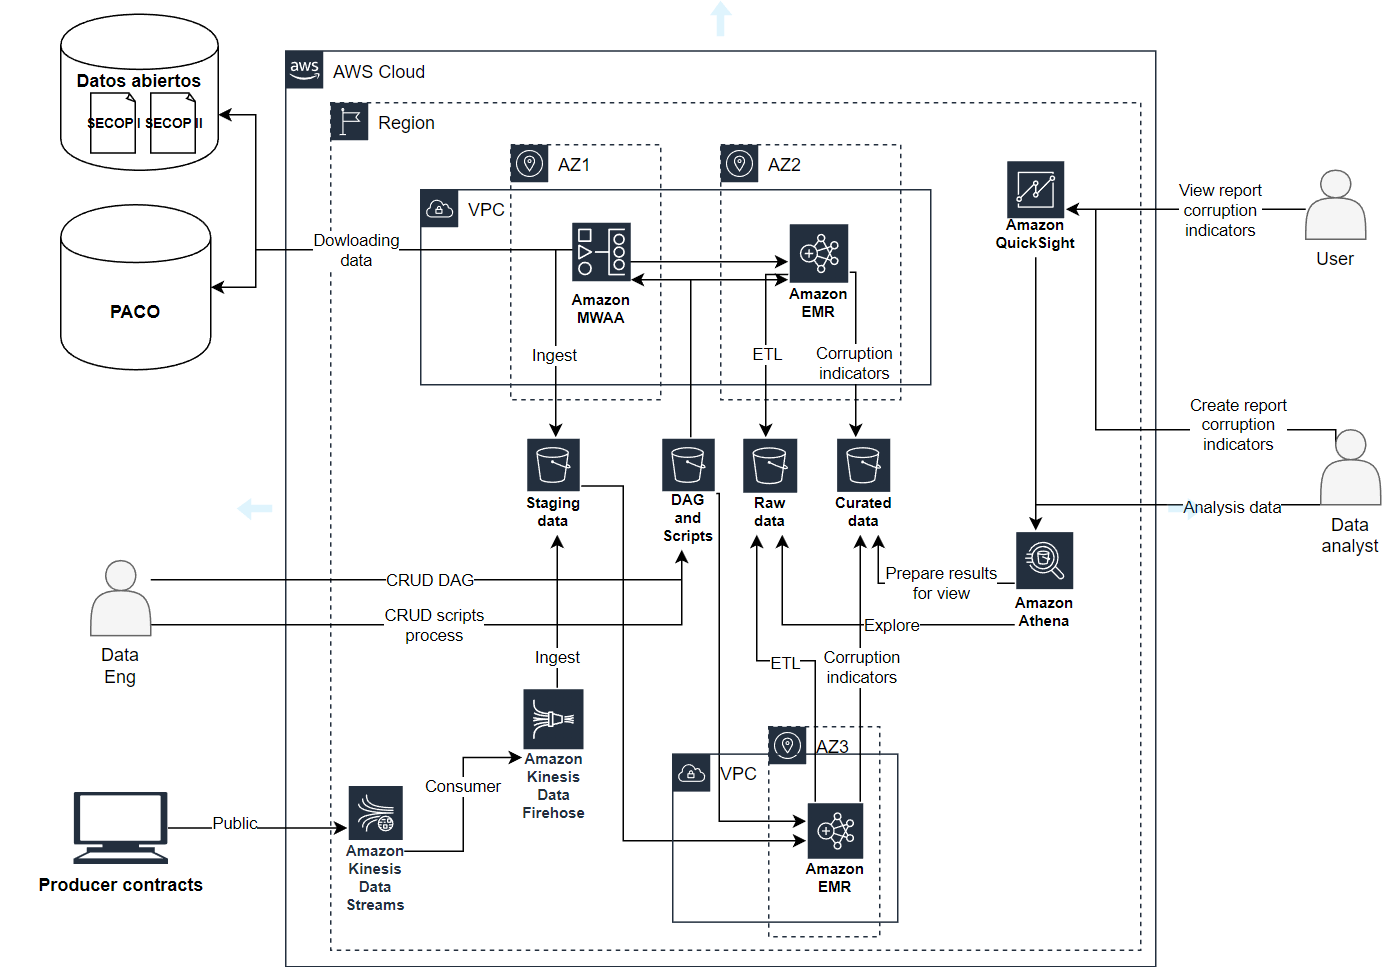 Datos abiertos
SECOP I
SECOP II
PACO
aws
AWS Cloud
Region
AZ1
AZ2
VPC
Dowloading
data
Amazon
MWAA
Amazon
EMR
Ingest
ETL
Corruption
indicators
Amazon
QuickSight
View report
corruption
indicators
User
Create report
corruption
indicators
Analysis data
Data
analyst
Staging
data
DAG
and
Scripts
Raw
data
Curated
data
Prepare results
for view
Amazon
Athena
Explore
CRUD DAG
CRUD scripts
process
Data
Eng
Ingest
ETL
Corruption
indicators
Amazon
Kinesis
Data
Firehose
Consumer
AZ3
VPC
Amazon
EMR
Public
Producer contracts
Amazon
Kinesis
Data
Streams